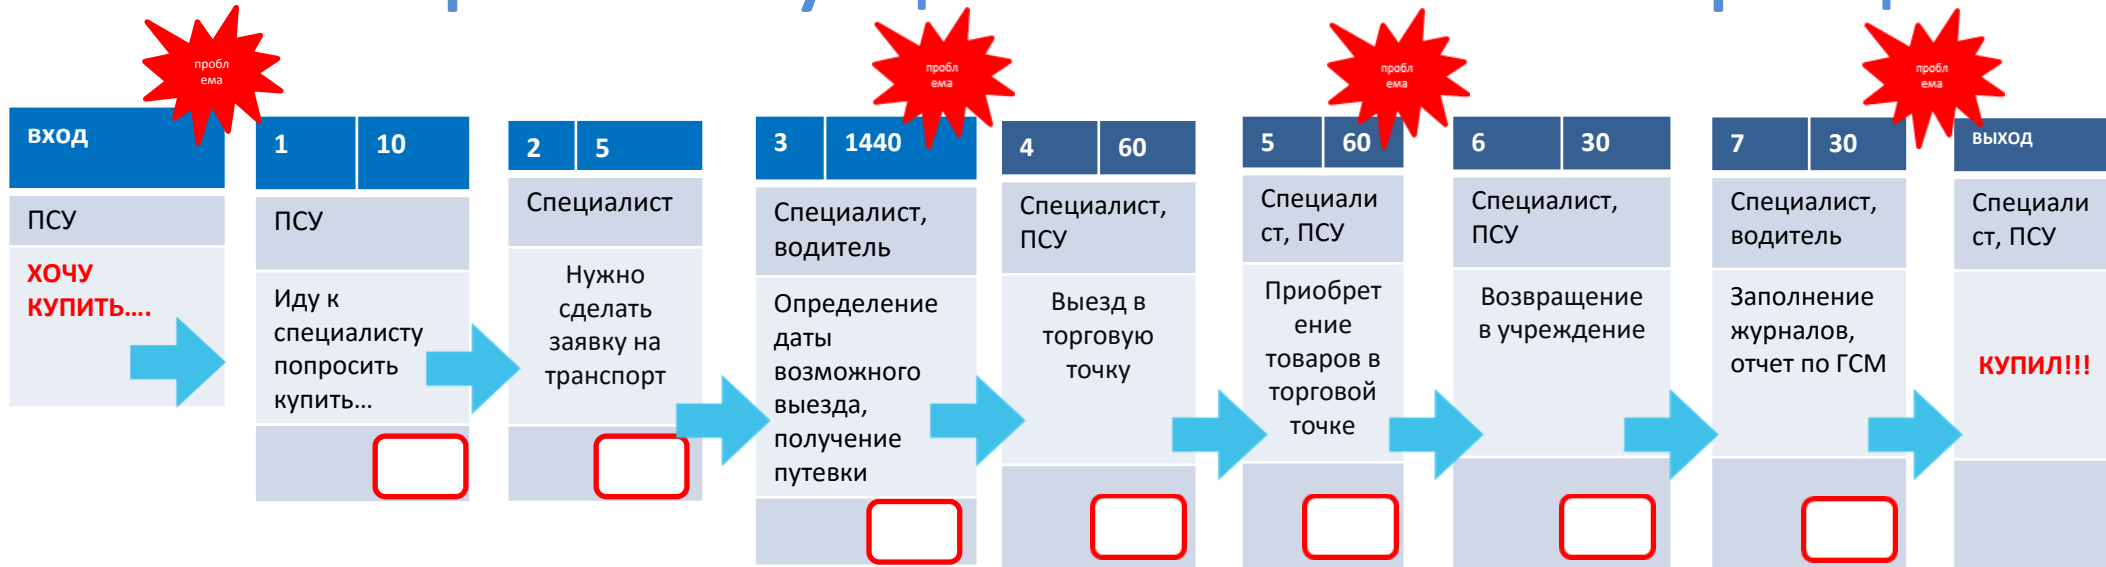 пробл
ема
пробл
ема
пробл
ема
пробл
ема
вход
ПСУ
ХОЧУ
КУПИТЬ….
1 10
ПСУ
Иду к
специалисту
попросить
купить…
2 5
Специалист
Нужно
сделать
заявку на
транспорт
3 1440
Специалист,
водитель
Определение
даты
возможного
выезда,
получение
путевки
4 60
Специалист,
ПСУ
Выезд в
торговую
точку
5 60
Специали
ст, ПСУ
Приобрет
ение
товаров в
торговой
точке
6 30
Специалист,
ПСУ
Возвращение
в учреждение
7 30
Специалист,
водитель
Заполнение
журналов,
отчет по ГСМ
выход
Специали
ст, ПСУ
КУПИЛ!!!